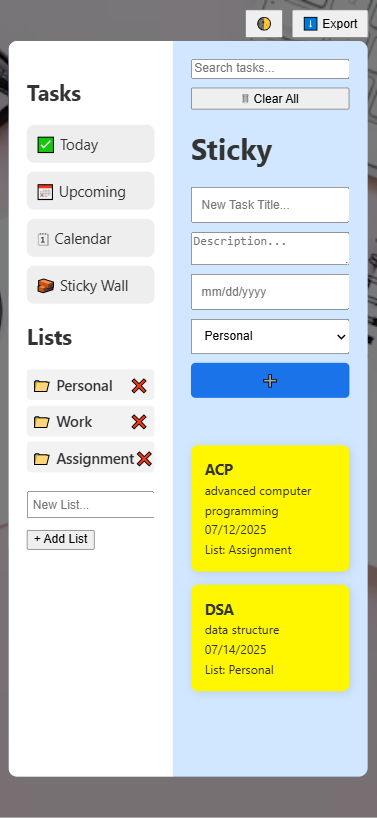 Export
Tasks
Today
Upcoming
Calendar
Sticky Wall
Lists
Personal
Work
Assignment
New List...
+ Add List
Search tasks...
Clear All
Sticky
New Task Title...
Description...
mm/dd/yyyy
Personal
ACP
advanced computer
programming
07/12/2025
List: Assignment
DSA
data structure
07/14/2025
List: Personal